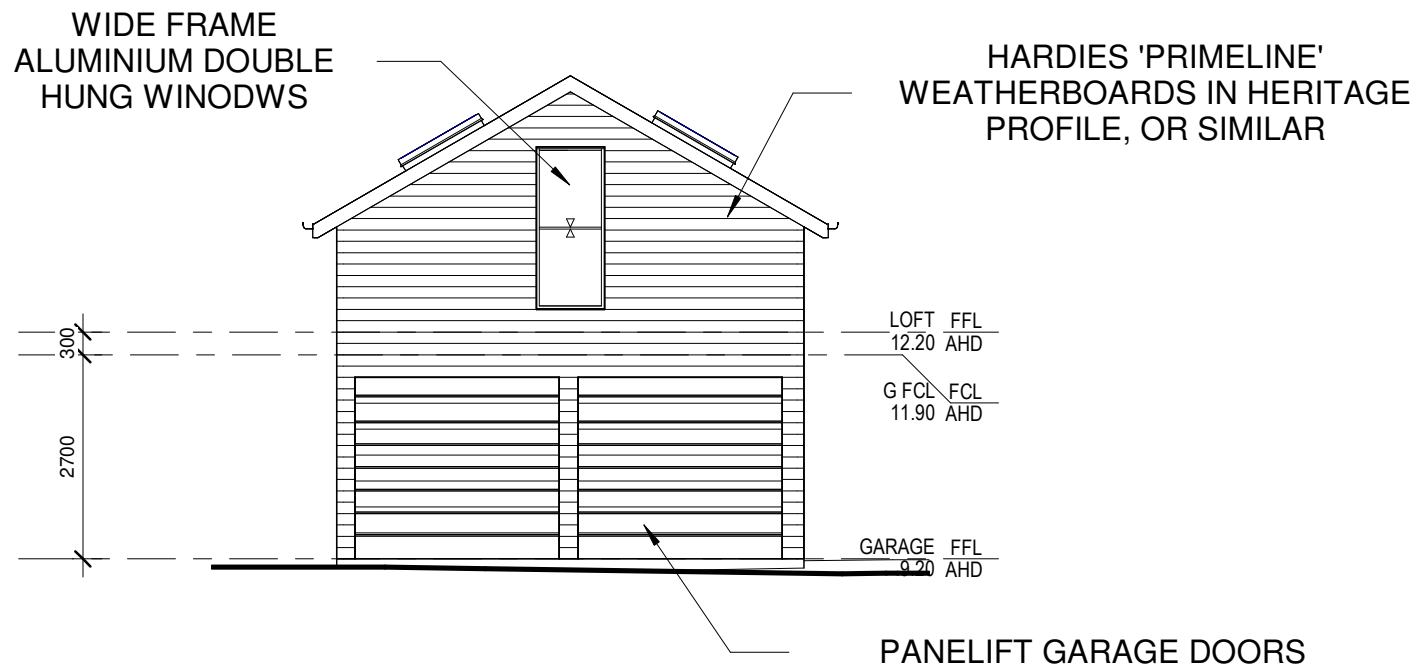 WIDE FRAME
ALUMINIUM DOUBLE
HUNG WINODWS
HARDIES 'PRIMELINE'
WEATHERBOARDS IN HERITAGE
PROFILE, OR SIMILAR
300
2700
LOFT FFL
12.20 AHD
G FCL FCL
11.90 AHD
GARAGE FFL
9.20 AHD
PANELIFT GARAGE DOORS